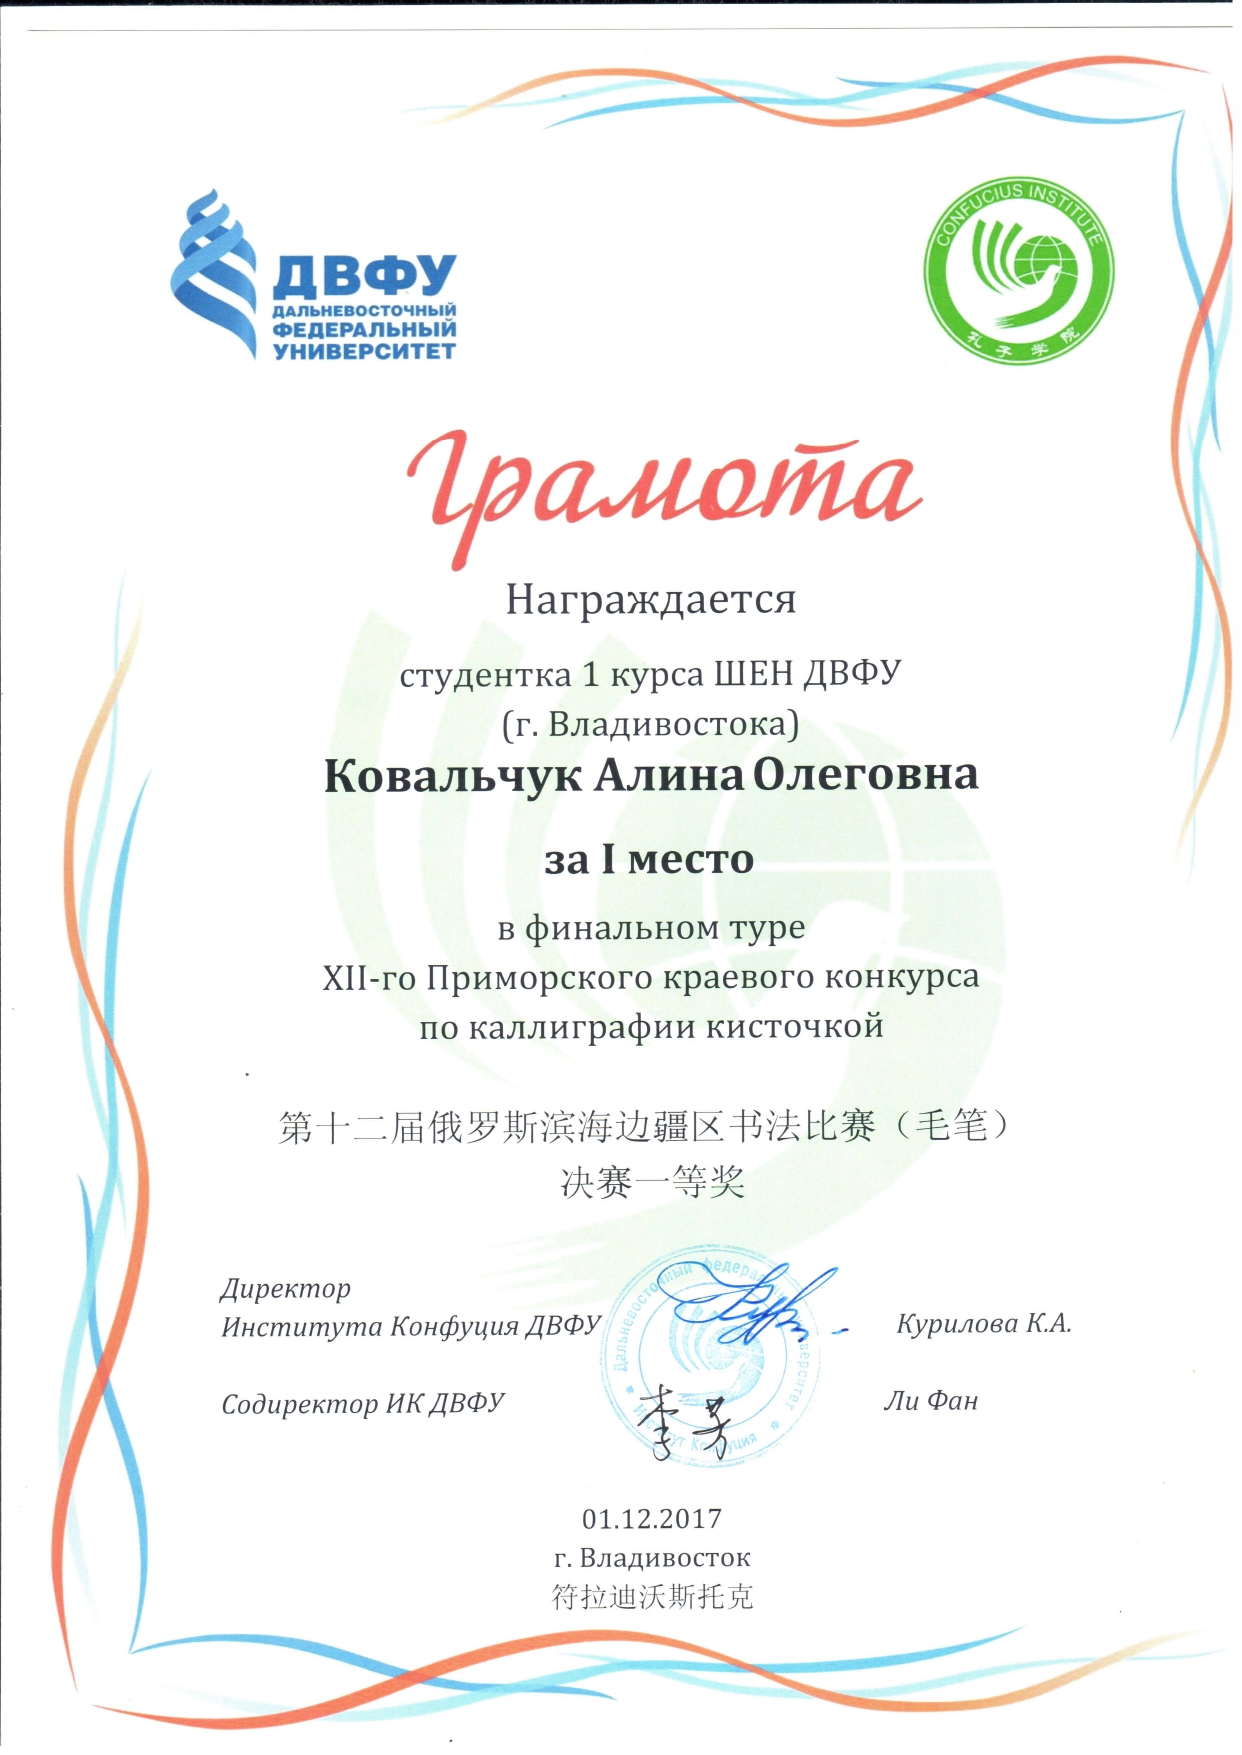 ДВФУ
ДАЛЬНЕВОСТОЧНЫЙ
ФЕДЕРАЛЬНЫЙ
УНИВЕРСИТЕТ
CONFUCIUS INSTITUTE
孔子学院
Грамота
Награждается
студентка 1 курса ШЕН ДВФУ
(г. Владивостока)
Ковальчук Алина Олеговна
за I место
в финальном туре
XII-го Приморского краевого конкурса
по каллиграфии кисточкой
第十二届俄罗斯滨海边疆区书法比赛（毛笔）
决赛一等奖
Директор
Института Конфуция ДВФУ
Курилова К.А.
Дальневосточный федеральный университет
Институт Конфуция
Содиректор ИК ДВФУ
李芳
Ли Фан
01.12.2017
г. Владивосток
符拉迪沃斯托克